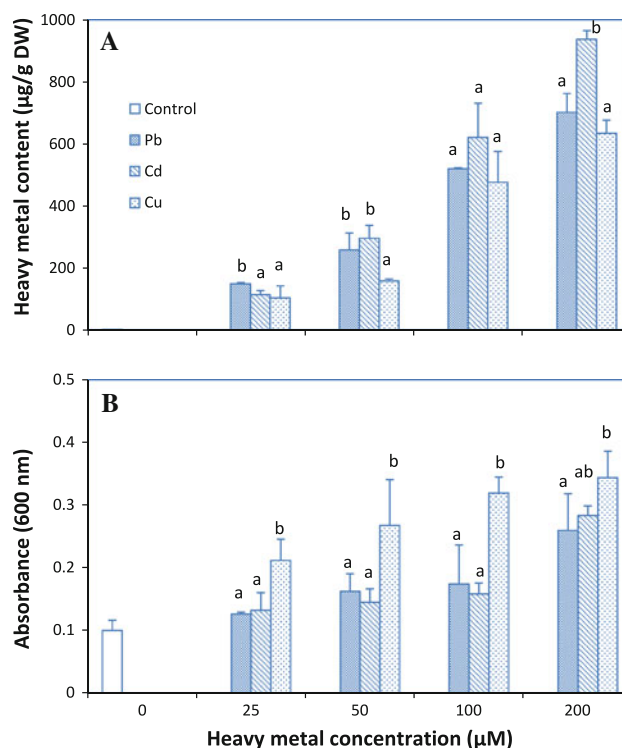 A
Heavy metal content (µg/g DW)
1000
800
600
400
200
0
Control
Pb
Cd
Cu
b a a
b b a
a a a
a b a
B
Absorbance (600 nm)
0.5
0.4
0.3
0.2
0.1
0
a a b
a a b
a a b
a ab b
0 25 50 100 200
Heavy metal concentration (µM)